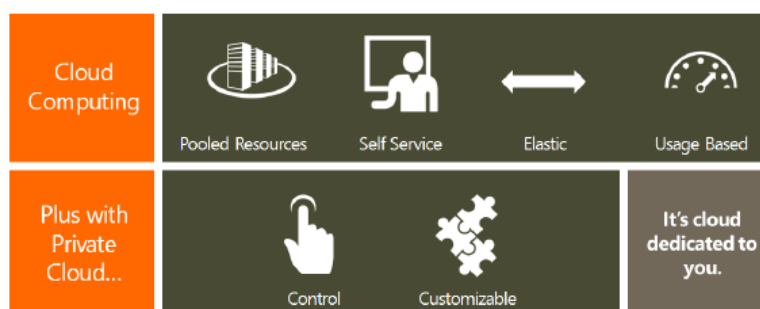 Cloud
Computing
Pooled Resources
Self Service
Elastic
Usage Based
Plus with
Private
Cloud...
Control
Customizable
It's cloud
dedicated to
you.